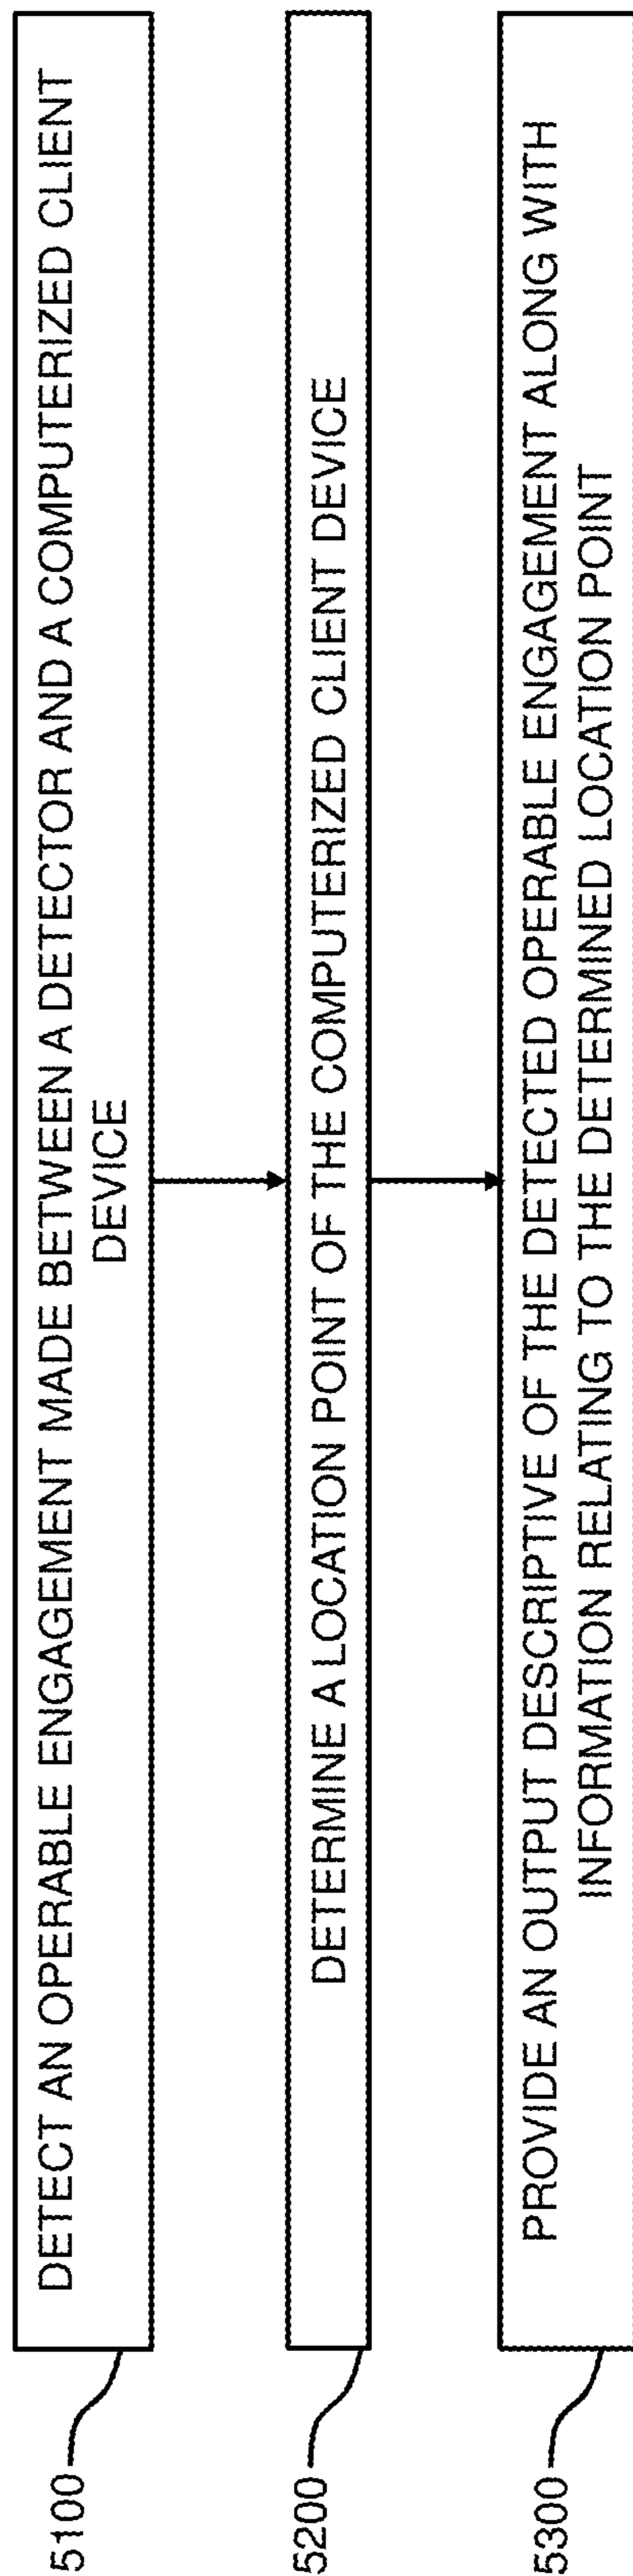 5100
DETECT AN OPERABLE ENGAGEMENT MADE BETWEEN A DETECTOR AND A COMPUTERIZED CLIENT
DEVICE
5200
DETERMINE A LOCATION POINT OF THE COMPUTERIZED CLIENT DEVICE
5300
PROVIDE AN OUTPUT DESCRIPTIVE OF THE DETECTED OPERABLE ENGAGEMENT ALONG WITH
INFORMATION RELATING TO THE DETERMINED LOCATION POINT